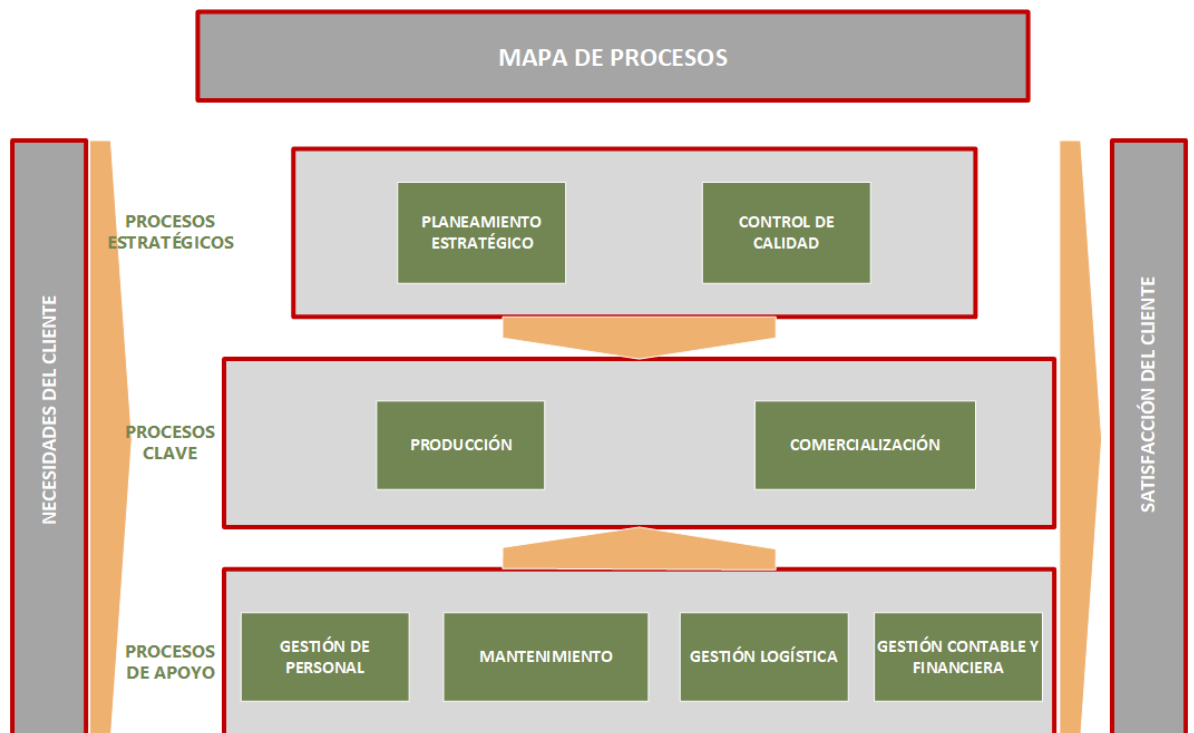 MAPA DE PROCESOS
NECESIDADES DEL CLIENTE
PROCESOS
ESTRATÉGICOS
PLANEAMIENTO
ESTRATÉGICO
CONTROL DE
CALIDAD
PROCESOS
CLAVE
PRODUCCIÓN
COMERCIALIZACIÓN
PROCESOS
DE APOYO
GESTIÓN DE
PERSONAL
MANTENIMIENTO
GESTIÓN LOGÍSTICA
GESTIÓN CONTABLE Y
FINANCIERA
SATISFACCIÓN DEL CLIENTE